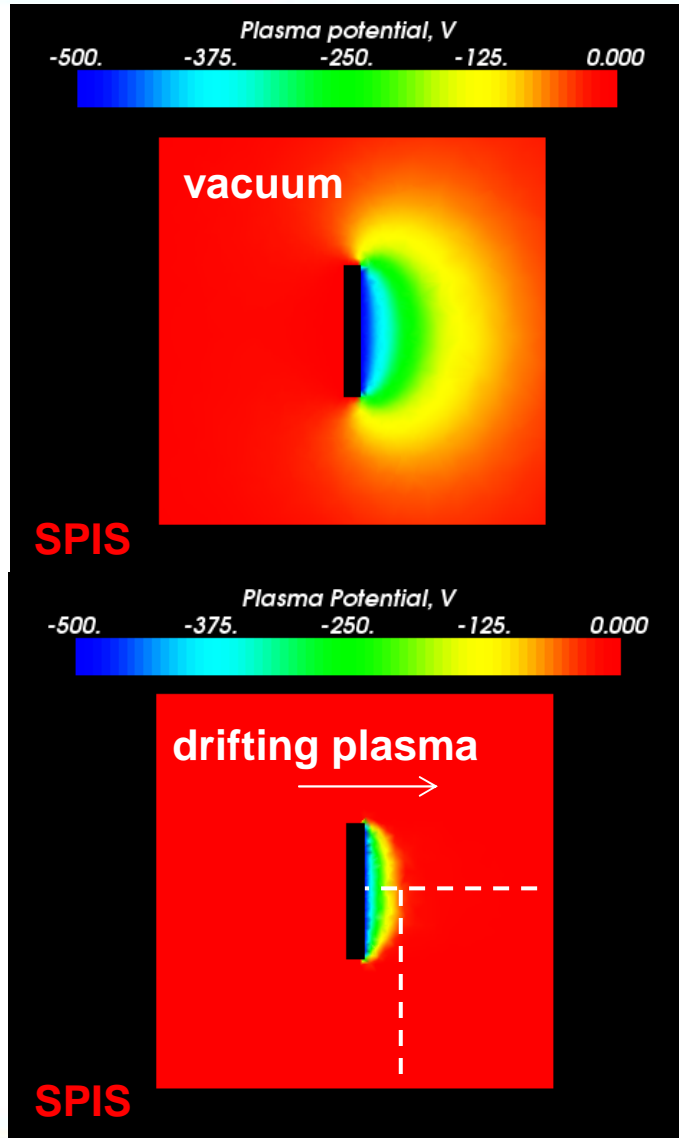 Plasma potential, V
-500. -375. -250. -125. 0.000
vacuum
SPIS
Plasma Potential, V
-500. -375. -250. -125. 0.000
drifting plasma
SPIS